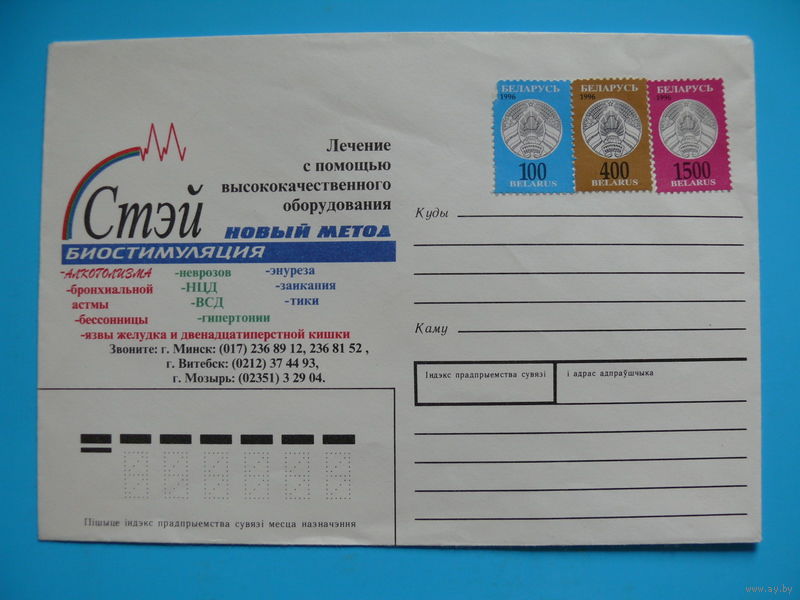 Лечение
с помощью
высококачественного
оборудования
Стэй
НОВЫЙ МЕТОД
БИОСТИМУЛЯЦИЯ
-АЛКОГОЛИЗМА
-бронхиальной
астмы
-бессонницы
-неврозов
-НЦД
-ВСД
-гипертонии
-энуреза
-заикания
-тики
-язвы желудка и двенадцатиперстной кишки
Звоните: г. Минск: (017) 236 89 12, 236 81 52 ,
г. Витебск: (0212) 37 44 93,
г. Мозырь: (02351) 3 29 04.
БЕЛАРУСЬ
1996
100
BELARUS
БЕЛАРУСЬ
1996
400
BELARUS
БЕЛАРУСЬ
1996
1500
BELARUS
Куды
Каму
Індэкс прадпрыемства сувязі
і адрас адпраўшчыка
Пішыце індэкс прадпрыемства сувязі месца назначэння
www.ay.by